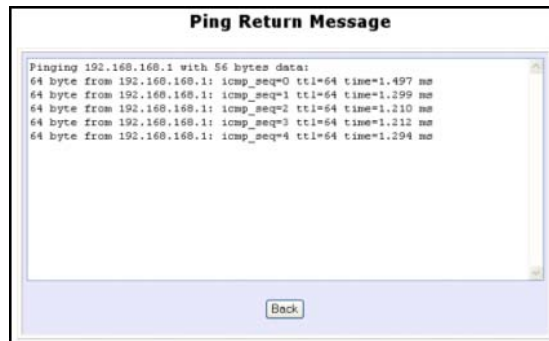 Ping Return Message
Pinging 192.168.168.1 with 56 bytes data:
64 byte from 192.168.168.1: icmp_seq=0 ttl=64 time=1.497 ms
64 byte from 192.168.168.1: icmp_seq=1 ttl=64 time=1.299 ms
64 byte from 192.168.168.1: icmp_seq=2 ttl=64 time=1.210 ms
64 byte from 192.168.168.1: icmp_seq=3 ttl=64 time=1.212 ms
64 byte from 192.168.168.1: icmp_seq=4 ttl=64 time=1.294 ms
Back